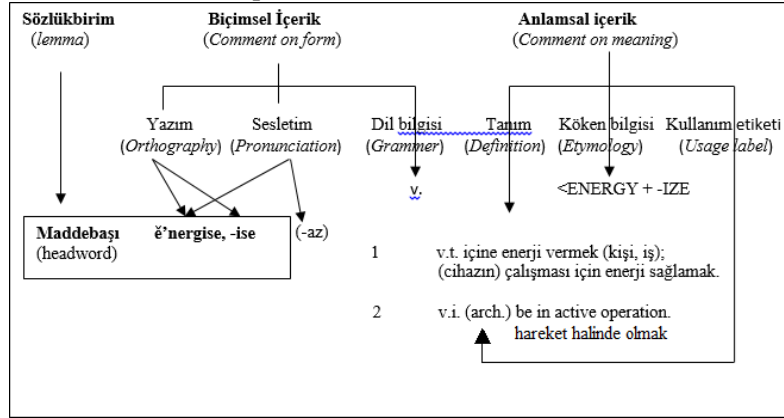 Sözlükbirim Biçimsel İçerik Anlamsal içerik
(lemma) (Comment on form) (Comment on meaning)
Yazım Sesletim Dil bilgisi Tanım Köken bilgisi Kullanım etiketi
(Orthography) (Pronunciation) (Grammer) (Definition) (Etymology) (Usage label)
v. <ENERGY + -IZE
Maddebaşı ě’nergise, -ise (-az)
(headword)
1 v.t. içine enerji vermek (kişi, iş);
(cihazın) çalışması için enerji sağlamak.
2 v.i. (arch.) be in active operation.
hareket halinde olmak